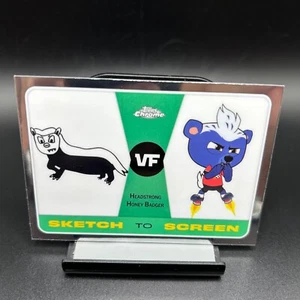 Topps
Chrome
VF
Headstrong
Honey Badger
SKETCH TO SCREEN